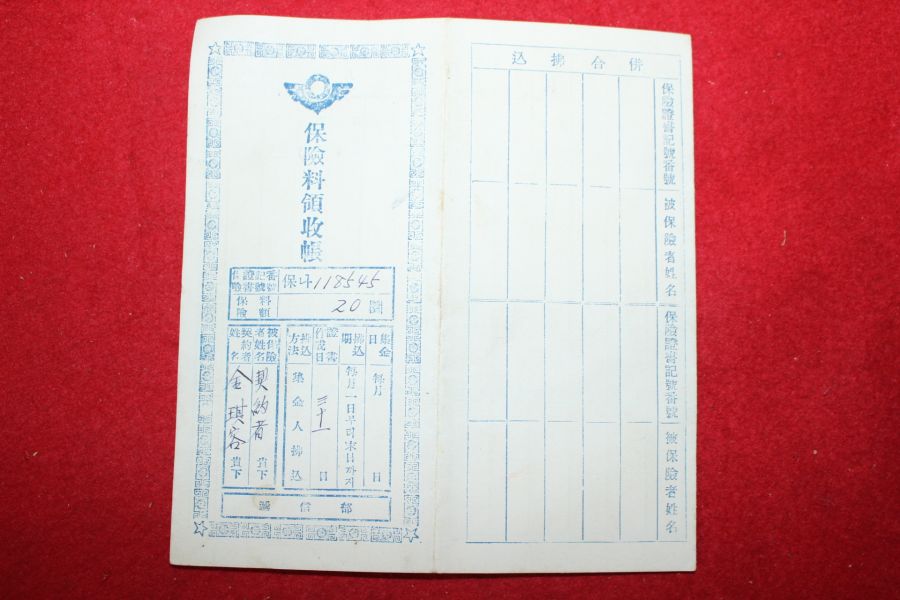 保險料領收帳
保險證書記號番號 보나118545
保險料額 20圓
集金日 每月 日
拂込期 每月一日부터末日까지
證書作成日 三十一日
拂込方法 集金人拂込
被保險者姓名 契約者 貴下
契約者姓名 金琪容 貴下
遞信部
併合拂込
保險證書記號番號
被保險者姓名
保險證書記號番號
被保險者姓名